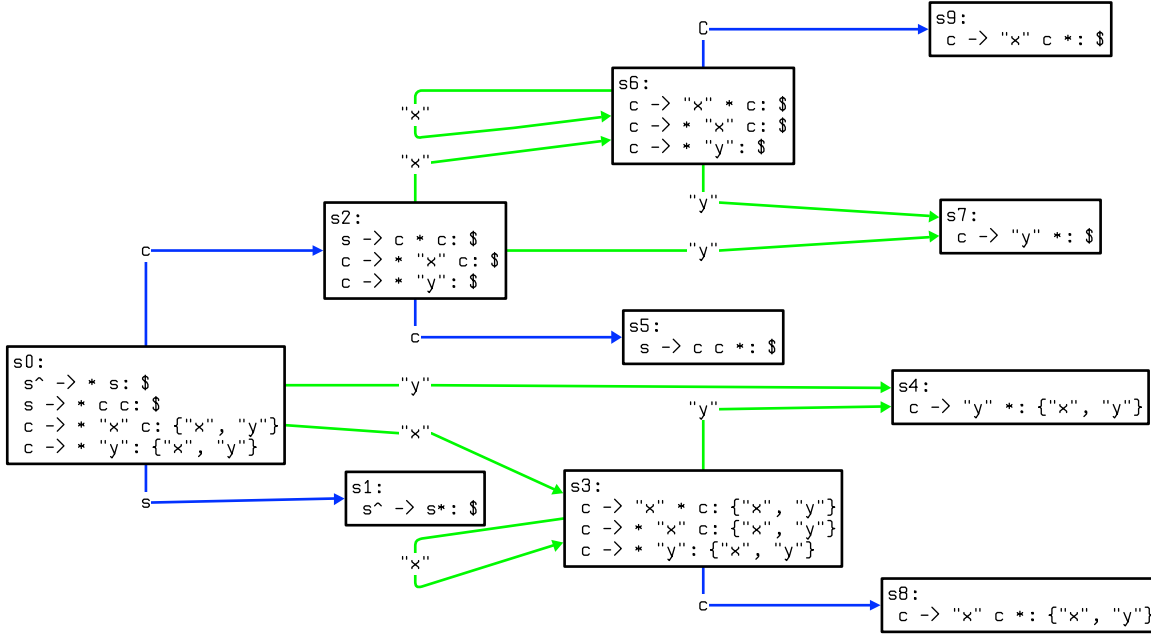 C
s9:
c -> "x" c *: $
s6:
c -> "x" * c: $
c -> * "x" c: $
c -> * "y": $
"x"
"x"
"y"
s7:
c -> "y" *: $
s2:
s -> c * c: $
c -> * "x" c: $
c -> * "y": $
c
"y"
c
s5:
s -> c c *: $
s0:
s^ -> * s: $
s -> * c c: $
c -> * "x" c: {"x", "y"}
c -> * "y": {"x", "y"}
"y"
"x"
s
s4:
c -> "y" *: {"x", "y"}
"y"
s1:
s^ -> s*: $
s3:
c -> "x" * c: {"x", "y"}
c -> * "x" c: {"x", "y"}
c -> * "y": {"x", "y"}
"x"
c
s8:
c -> "x" c *: {"x", "y"}